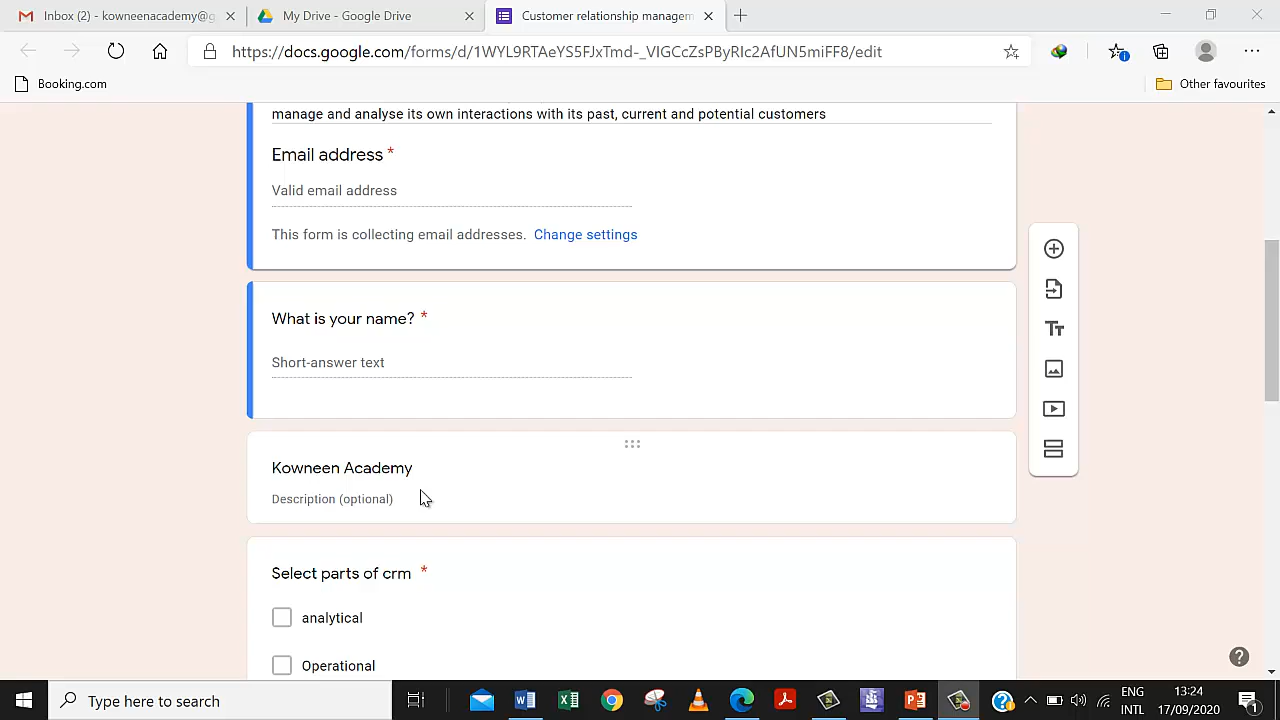 Inbox (2) - kowneenacademy@g
My Drive - Google Drive
Customer relationship managem
https://docs.google.com/forms/d/1WYL9RTAeYS5FJxTmd-_VIGCcZsPByRIc2AfUN5miFF8/edit
Booking.com
Other favourites
manage and analyse its own interactions with its past, current and potential customers
Email address *
Valid email address
This form is collecting email addresses. Change settings
What is your name? *
Short-answer text
Kowneen Academy
Description (optional)
Select parts of crm *
analytical
Operational
Type here to search
ENG
INTL
13:24
17/09/2020